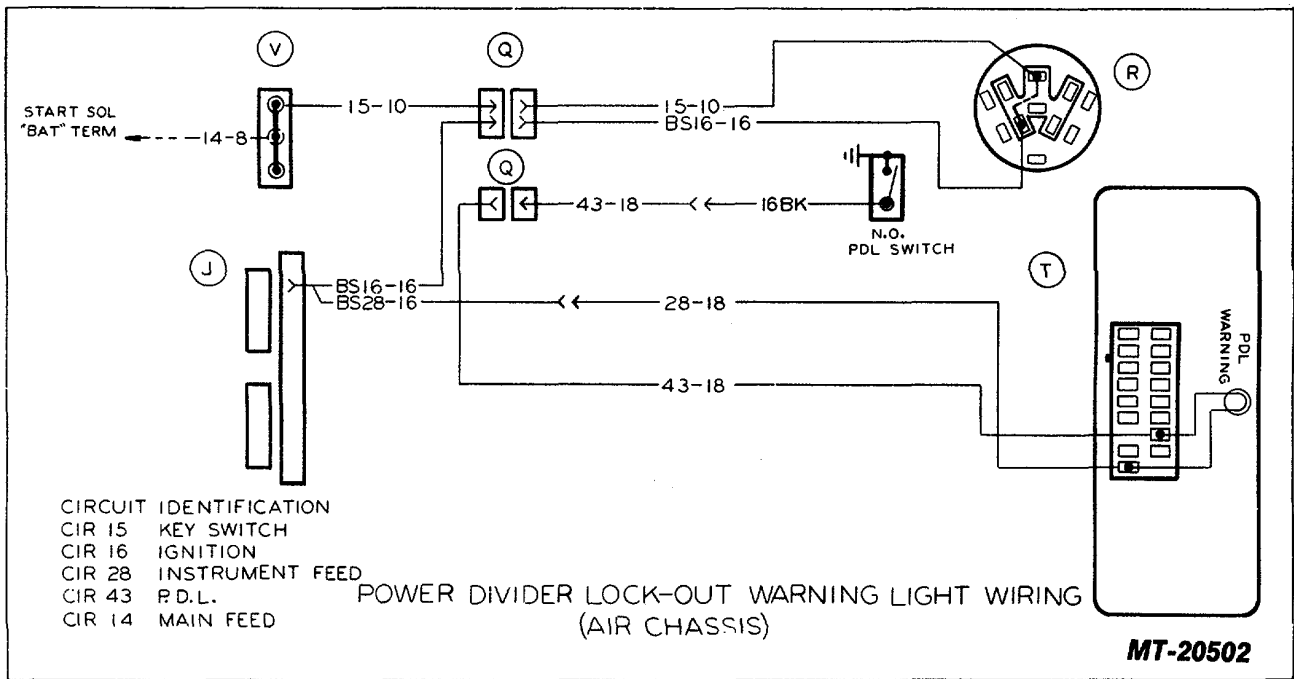 V
Q
R
START SOL
"BAT" TERM
14-8
15-10
15-10
BS16-16
Q
43-18
16BK
N.O.
PDL SWITCH
J
T
BS16-16
BS28-16
28-18
43-18
PDL
WARNING
CIRCUIT IDENTIFICATION
CIR 15 KEY SWITCH
CIR 16 IGNITION
CIR 28 INSTRUMENT FEED
CIR 43 P.D.L.
CIR 14 MAIN FEED
POWER DIVIDER LOCK-OUT WARNING LIGHT WIRING
(AIR CHASSIS)
MT-20502